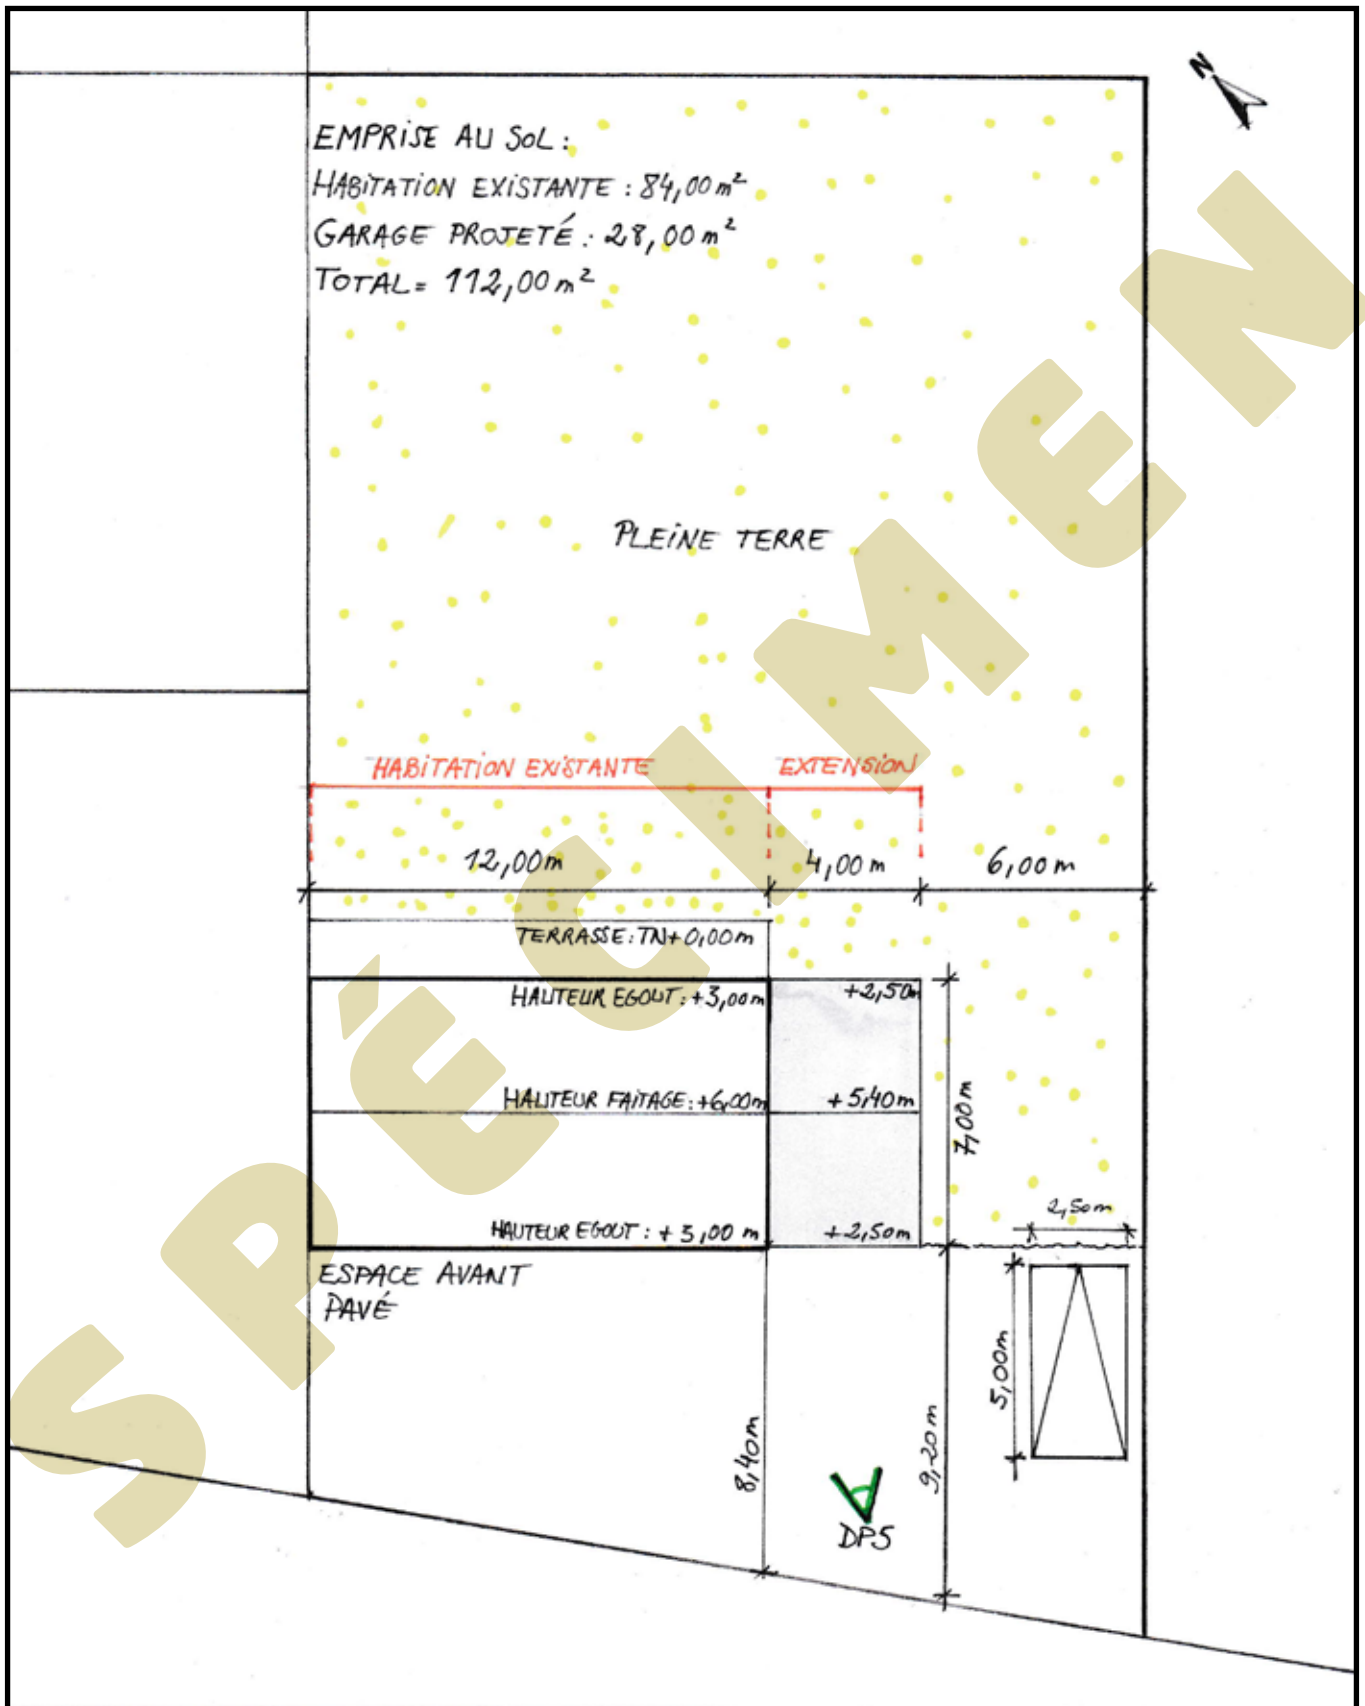 N
EMPRISE AU SOL :
HABITATION EXISTANTE : 84,00 m²
GARAGE PROJETÉ : 28,00 m²
TOTAL = 112,00 m²
PLEINE TERRE
HABITATION EXISTANTE
EXTENSION
12,00m
4,00 m
6,00 m
TERRASSE : TN+0,00m
HAUTEUR EGOUT : +3,00m
+2,50m
HAUTEUR FAITAGE : +6,00m
+5,40m
7,00m
HAUTEUR EGOUT : +3,00 m
+2,50m
2,50m
ESPACE AVANT
PAVÉ
5,00m
8,40m
9,20m
DP5
SPÉCIMEN